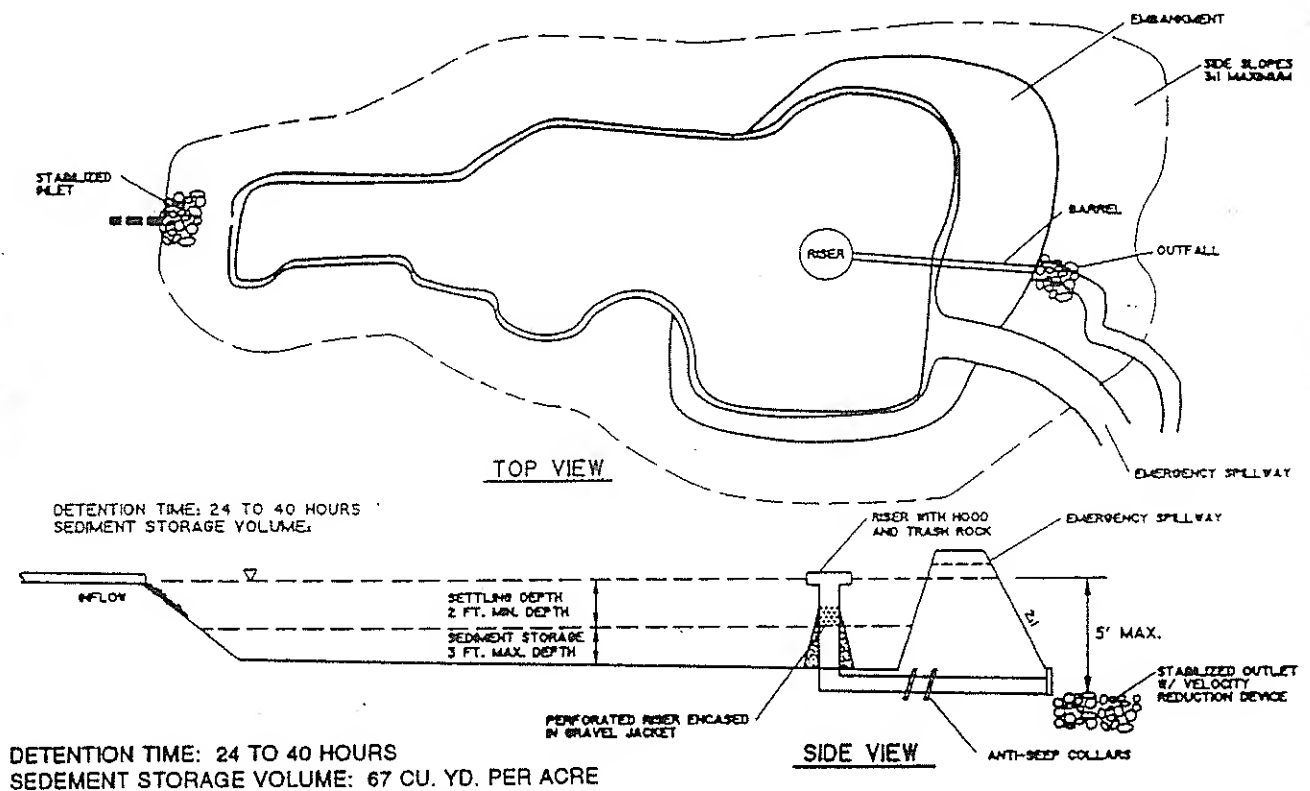 EMBANKMENT
SIDE SLOPES
3:1 MAXIMUM
STABILIZED
INLET
BARREL
RISER
OUTFALL
TOP VIEW
EMERGENCY SPILLWAY
DETENTION TIME: 24 TO 40 HOURS
SEDIMENT STORAGE VOLUME:
RISER WITH HOOD
AND TRASH ROCK
EMERGENCY SPILLWAY
INFLOW
SETTLING DEPTH
2 FT. MIN. DEPTH
SEDIMENT STORAGE
3 FT. MAX. DEPTH
2:1
5' MAX.
STABILIZED OUTLET
W/ VELOCITY
REDUCTION DEVICE
PERFORATED RISER ENCASED
IN GRAVEL JACKET
SIDE VIEW
ANTI-SEEP COLLARS
DETENTION TIME: 24 TO 40 HOURS
SEDEMENT STORAGE VOLUME: 67 CU. YD. PER ACRE